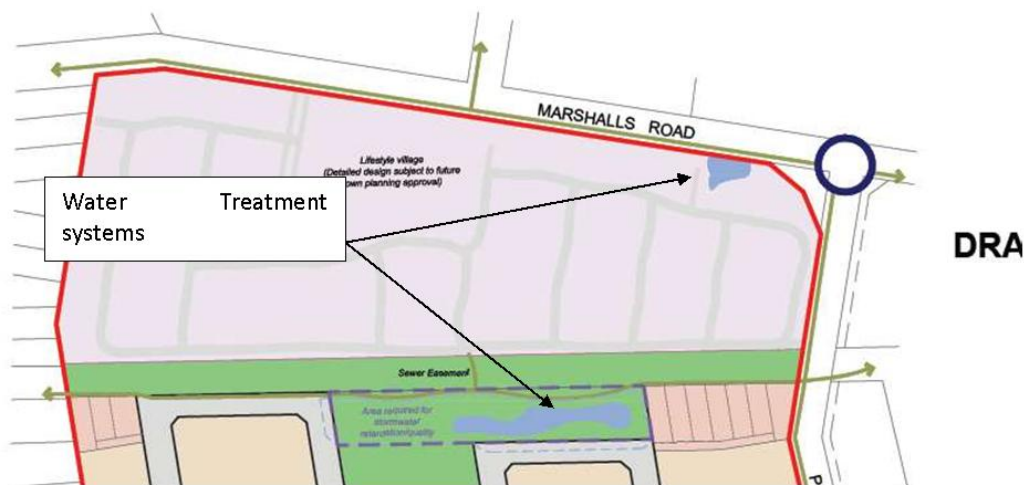 MARSHALLS ROAD
Lifestyle village
(Detailed design subject to future
own planning approval)
Water Treatment
systems
DRA
Sewer Easement
Area required for
stormwater
retardation/quality
P